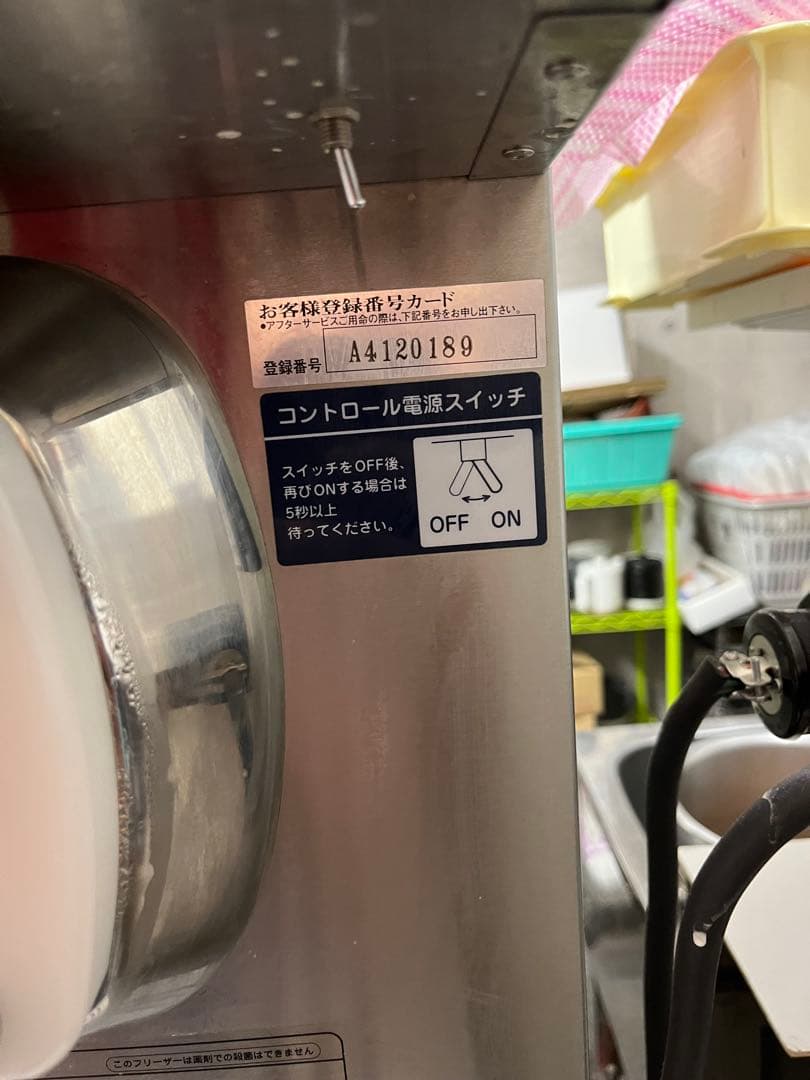 お客様登録番号カード
●アフターサービスご用命の際は、下記番号をお申し出下さい。
登録番号 A4120189
コントロール電源スイッチ
スイッチをOFF後、
再びONする場合は
5秒以上
待ってください。
OFF ON
このフリーザーは薬剤での殺菌はできません